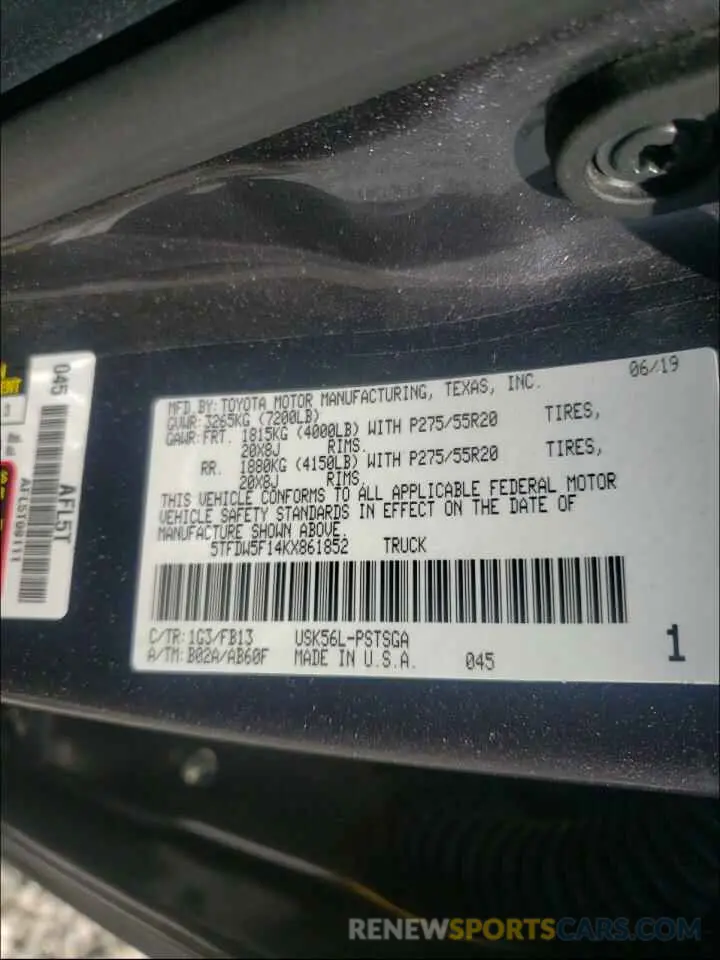 06/19
MFD BY:TOYOTA MOTOR MANUFACTURING, TEXAS, INC.
GVWR:3265KG (7200LB)
GAWR:FRT. 1815KG (4000LB) WITH P275/55R20 TIRES,
20X8J RIMS.
RR. 1880KG (4150LB) WITH P275/55R20 TIRES,
20X8J RIMS.
THIS VEHICLE CONFORMS TO ALL APPLICABLE FEDERAL MOTOR
VEHICLE SAFETY STANDARDS IN EFFECT ON THE DATE OF
MANUFACTURE SHOWN ABOVE.
5TFDW5F14KX861852 TRUCK
C/TR:1G3/FB13 USK56L-PSTSGA
A/TM:B02A/AB60F MADE IN U.S.A. 045
1
045
AFL5T
RENEWSPORTSCARS.COM